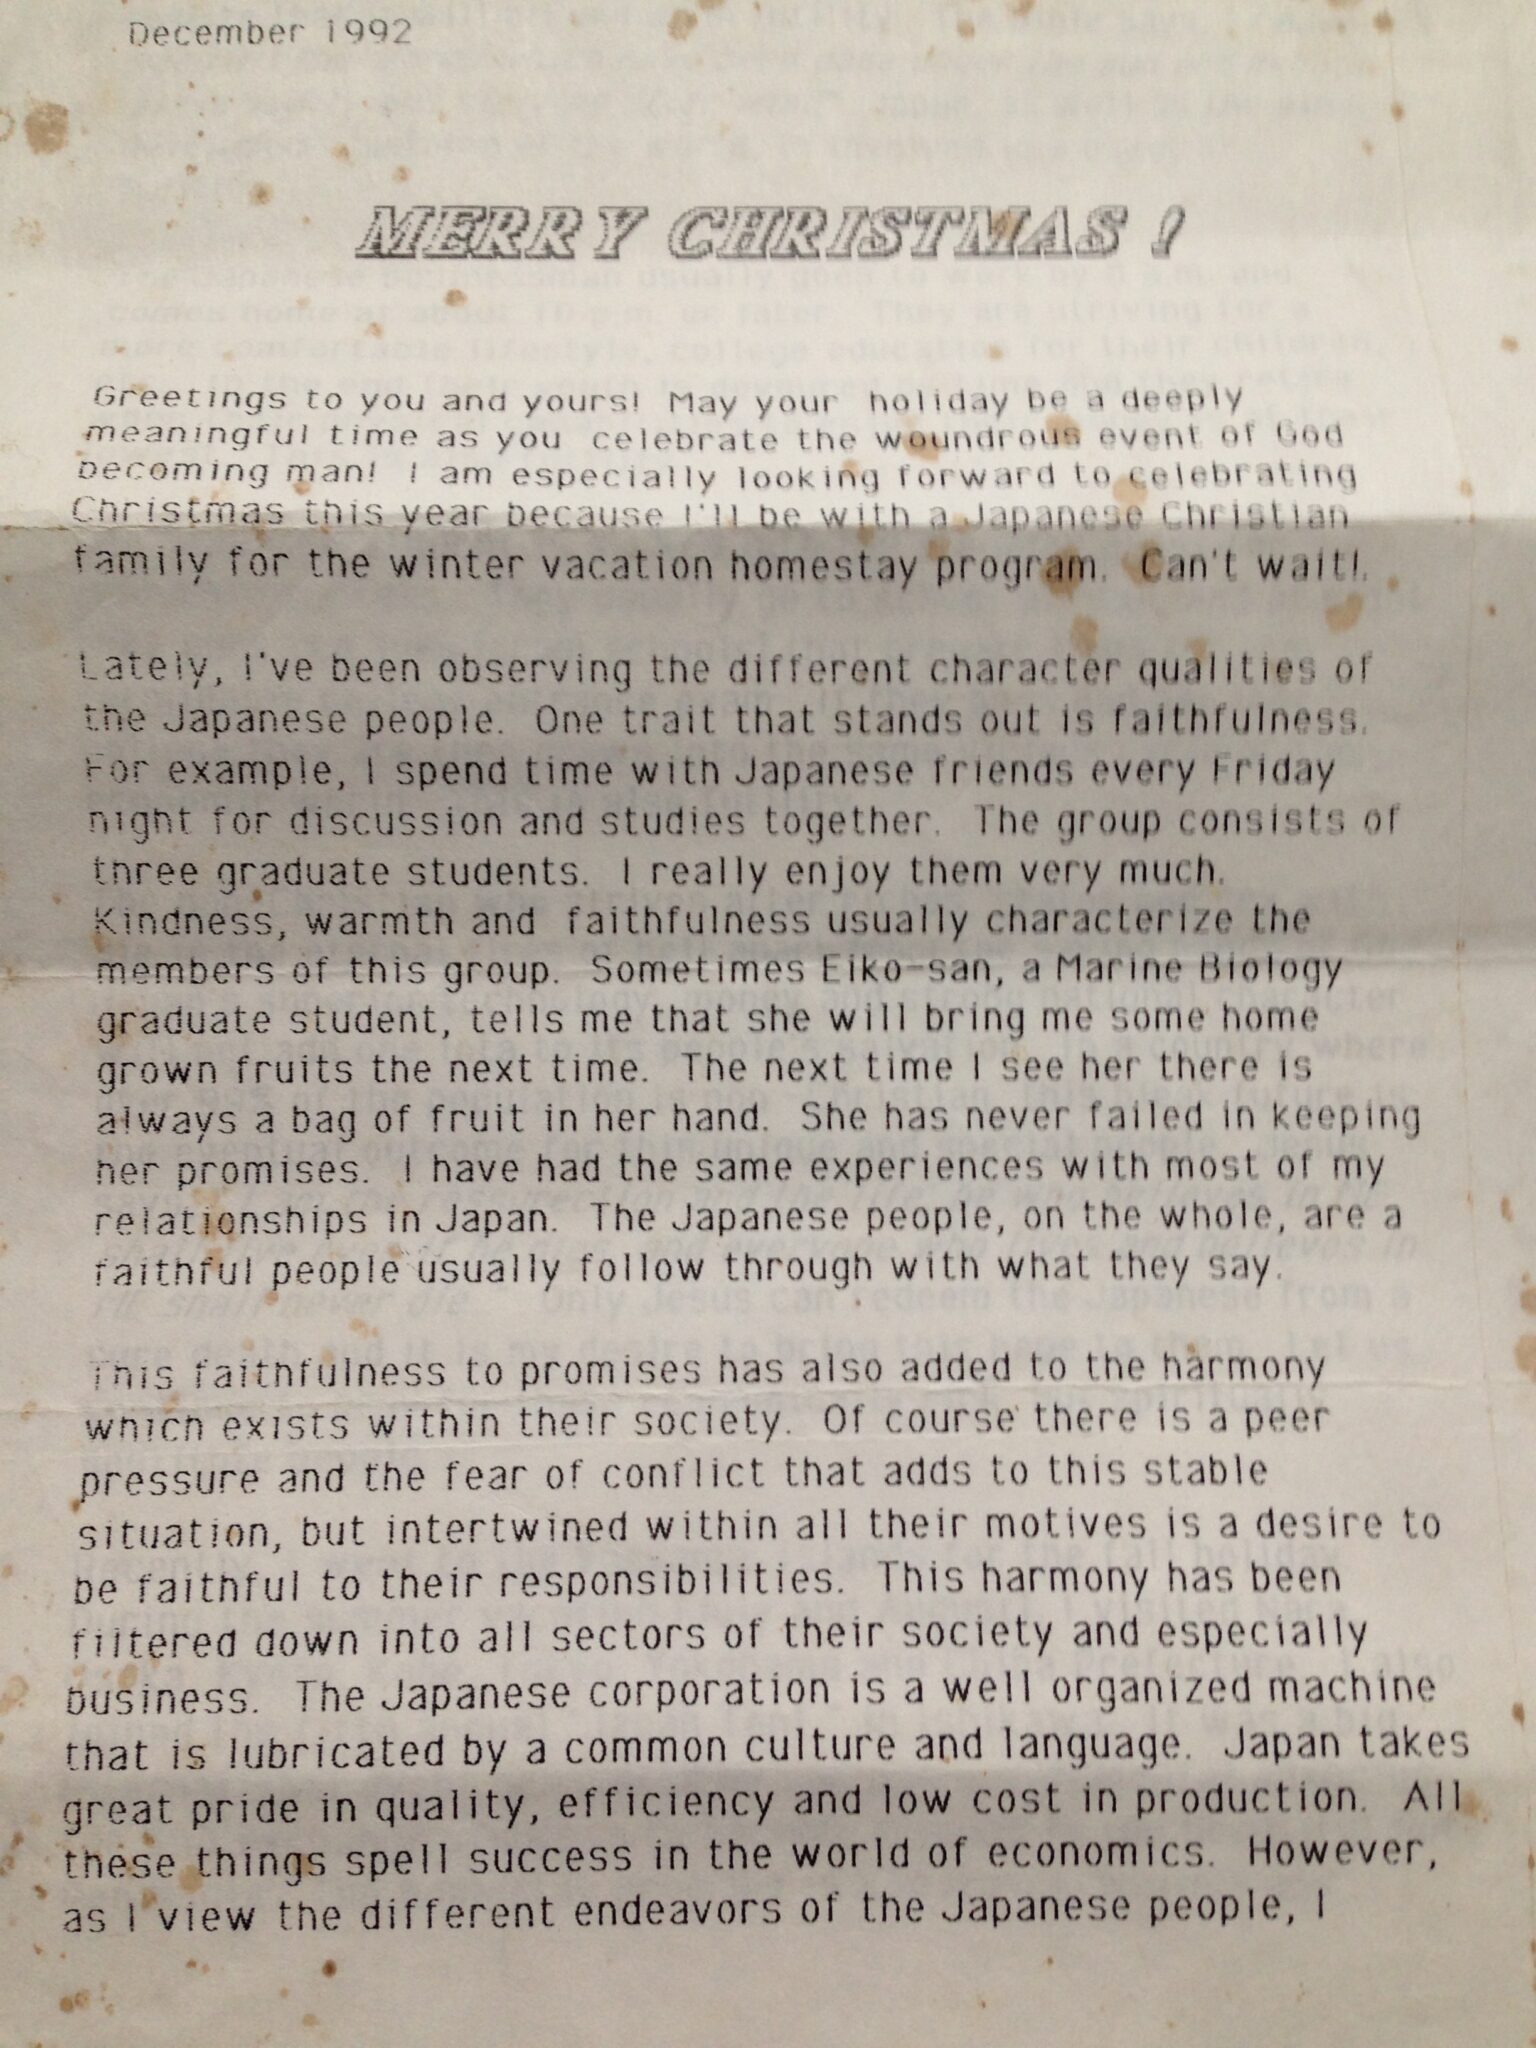 December 1992
MERRY CHRISTMAS !
Greetings to you and yours! May your holiday be a deeply
meaningful time as you celebrate the woundrous event of God
becoming man! I am especially looking forward to celebrating
Christmas this year because I'll be with a Japanese Christian
family for the winter vacation homestay program. Can't wait!.
Lately, I've been observing the different character qualities of
the Japanese people. One trait that stands out is faithfulness.
For example, I spend time with Japanese friends every Friday
night for discussion and studies together. The group consists of
three graduate students. I really enjoy them very much.
Kindness, warmth and faithfulness usually characterize the
members of this group. Sometimes Eiko-san, a Marine Biology
graduate student, tells me that she will bring me some home
grown fruits the next time. The next time I see her there is
always a bag of fruit in her hand. She has never failed in keeping
her promises. I have had the same experiences with most of my
relationships in Japan. The Japanese people, on the whole, are a
faithful people usually follow through with what they say.
This faithfulness to promises has also added to the harmony
which exists within their society. Of course there is a peer
pressure and the fear of conflict that adds to this stable
situation, but intertwined within all their motives is a desire to
be faithful to their responsibilities. This harmony has been
filtered down into all sectors of their society and especially
business. The Japanese corporation is a well organized machine
that is lubricated by a common culture and language. Japan takes
great pride in quality, efficiency and low cost in production. All
these things spell success in the world of economics. However,
as I view the different endeavors of the Japanese people, I